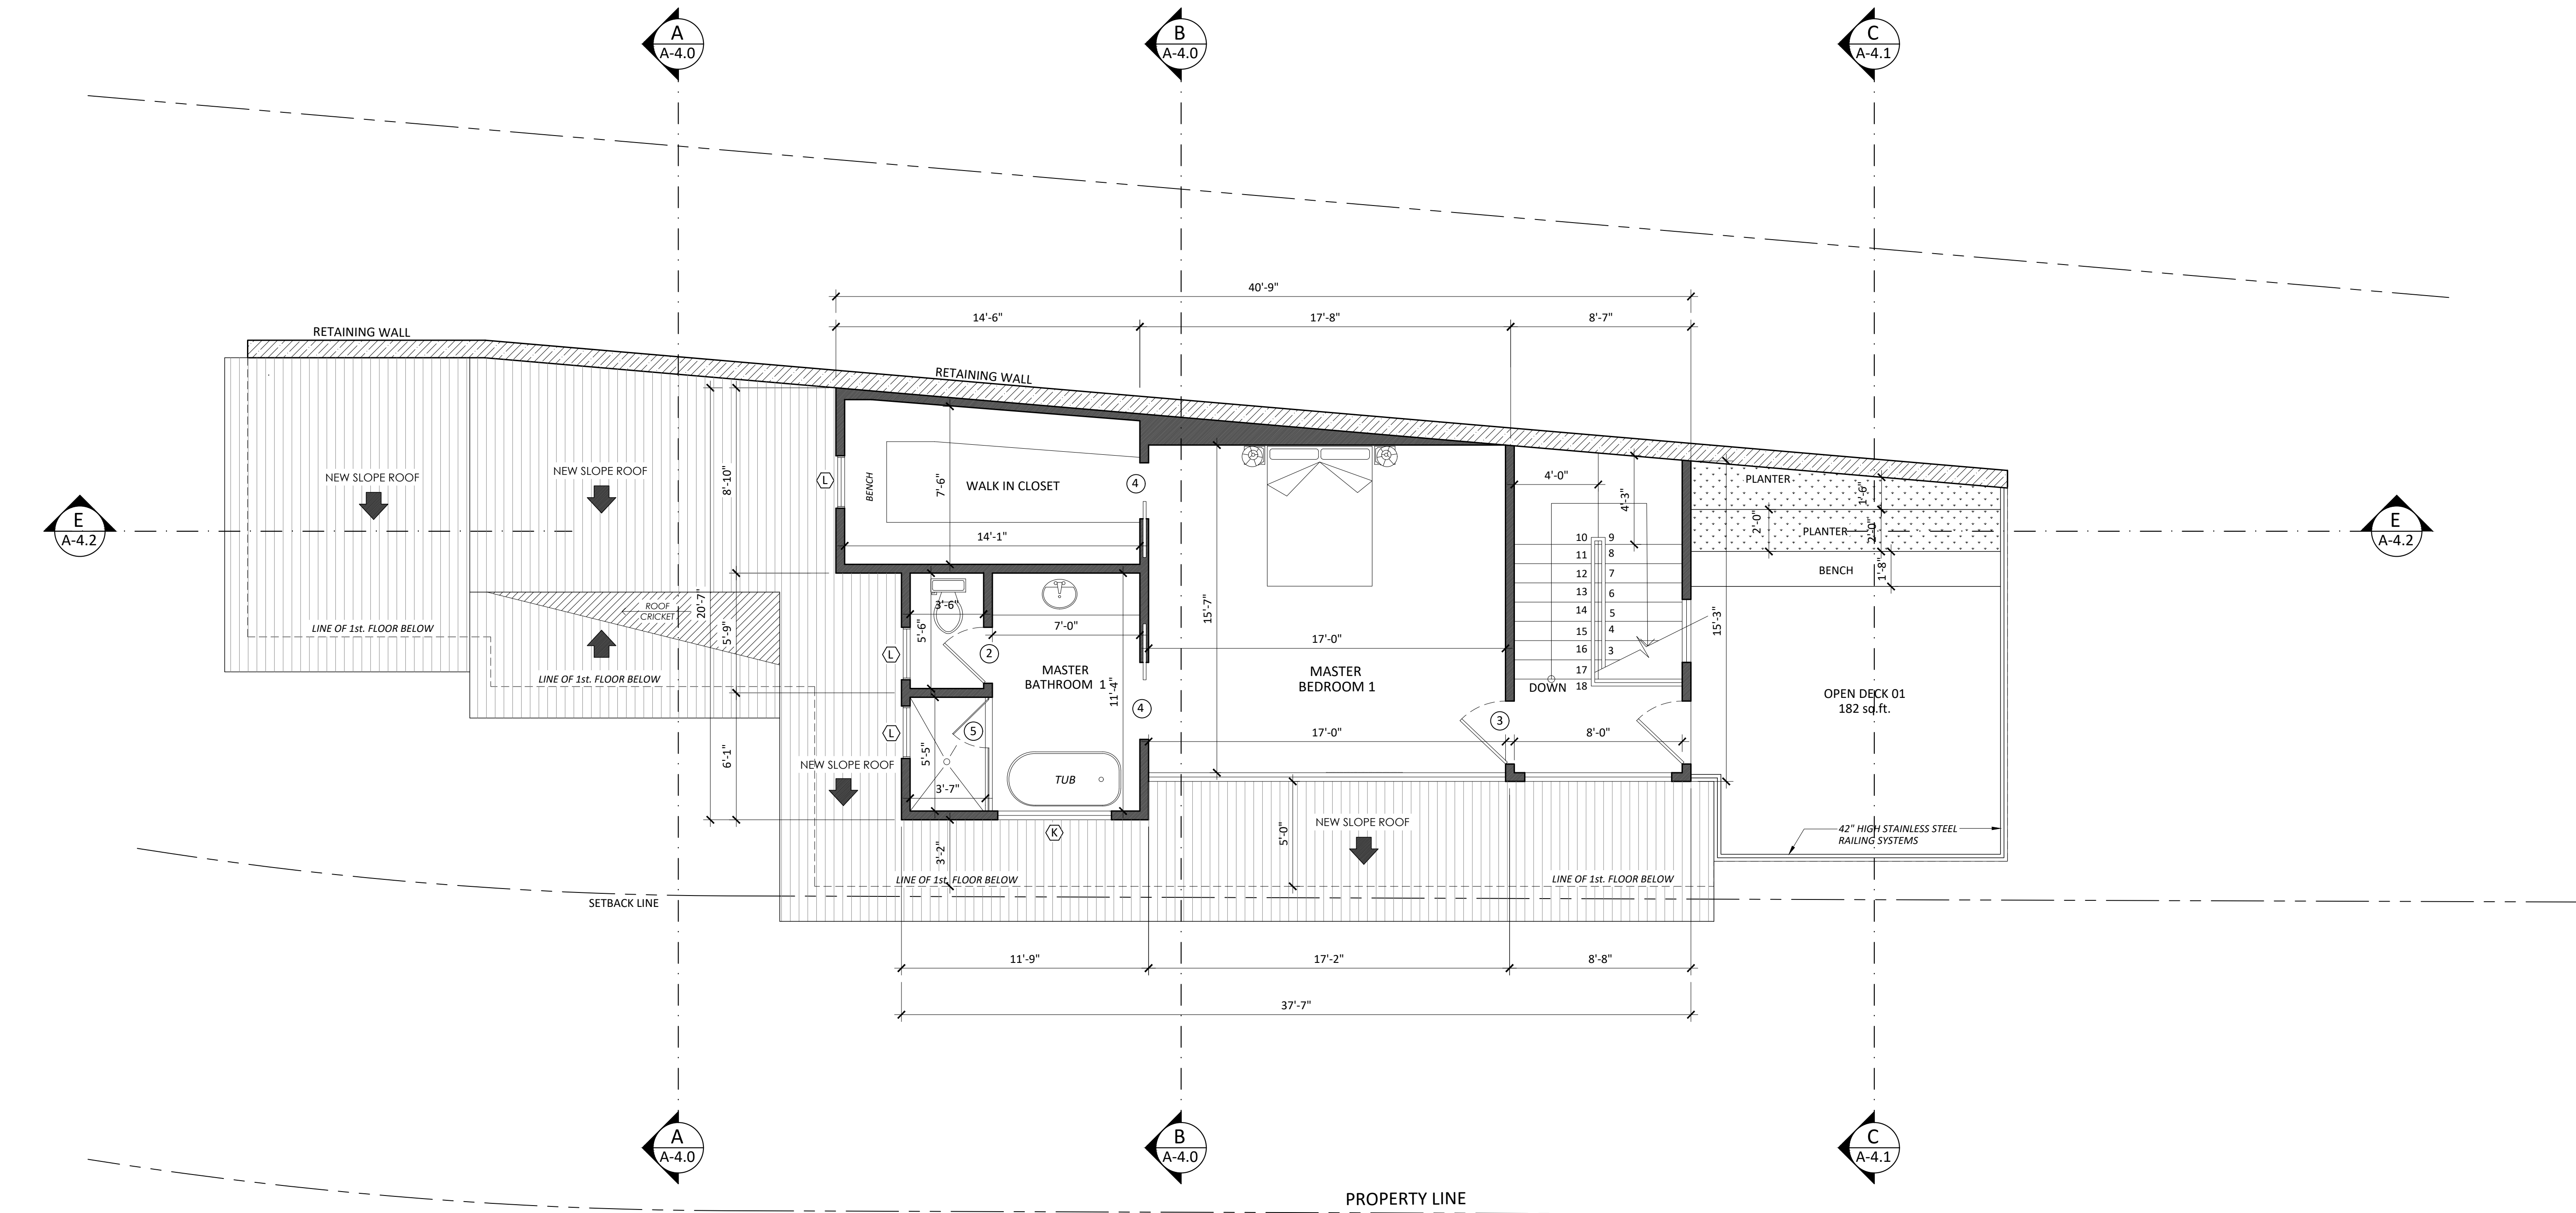 A
A-4.0
B
A-4.0
C
A-4.1
40'-9"
14'-6"
17'-8"
8'-7"
RETAINING WALL
RETAINING WALL
NEW SLOPE ROOF
NEW SLOPE ROOF
8'-10"
20'-7"
5'-9"
6'-1"
L
BENCH
7'-6"
WALK IN CLOSET
14'-1"
4
4'-0"
4'-3"
PLANTER
1'-6"
2'-0"
PLANTER
2'-0"
BENCH
1'-8"
E
A-4.2
E
A-4.2
10
11
12
13
14
15
16
17
18
9
8
7
6
5
4
3
DOWN
ROOF
CRICKET
LINE OF 1st. FLOOR BELOW
LINE OF 1st. FLOOR BELOW
3'-6"
5'-6"
7'-0"
L
2
MASTER
BATHROOM 1
11'-4"
15'-7"
17'-0"
MASTER
BEDROOM 1
15'-3"
OPEN DECK 01
182 sq.ft.
4
3
5
L
5'-5"
3'-7"
TUB
17'-0"
8'-0"
NEW SLOPE ROOF
K
3'-2"
5'-0"
NEW SLOPE ROOF
42" HIGH STAINLESS STEEL
RAILING SYSTEMS
LINE OF 1st. FLOOR BELOW
LINE OF 1st. FLOOR BELOW
SETBACK LINE
11'-9"
17'-2"
8'-8"
37'-7"
A
A-4.0
B
A-4.0
C
A-4.1
PROPERTY LINE